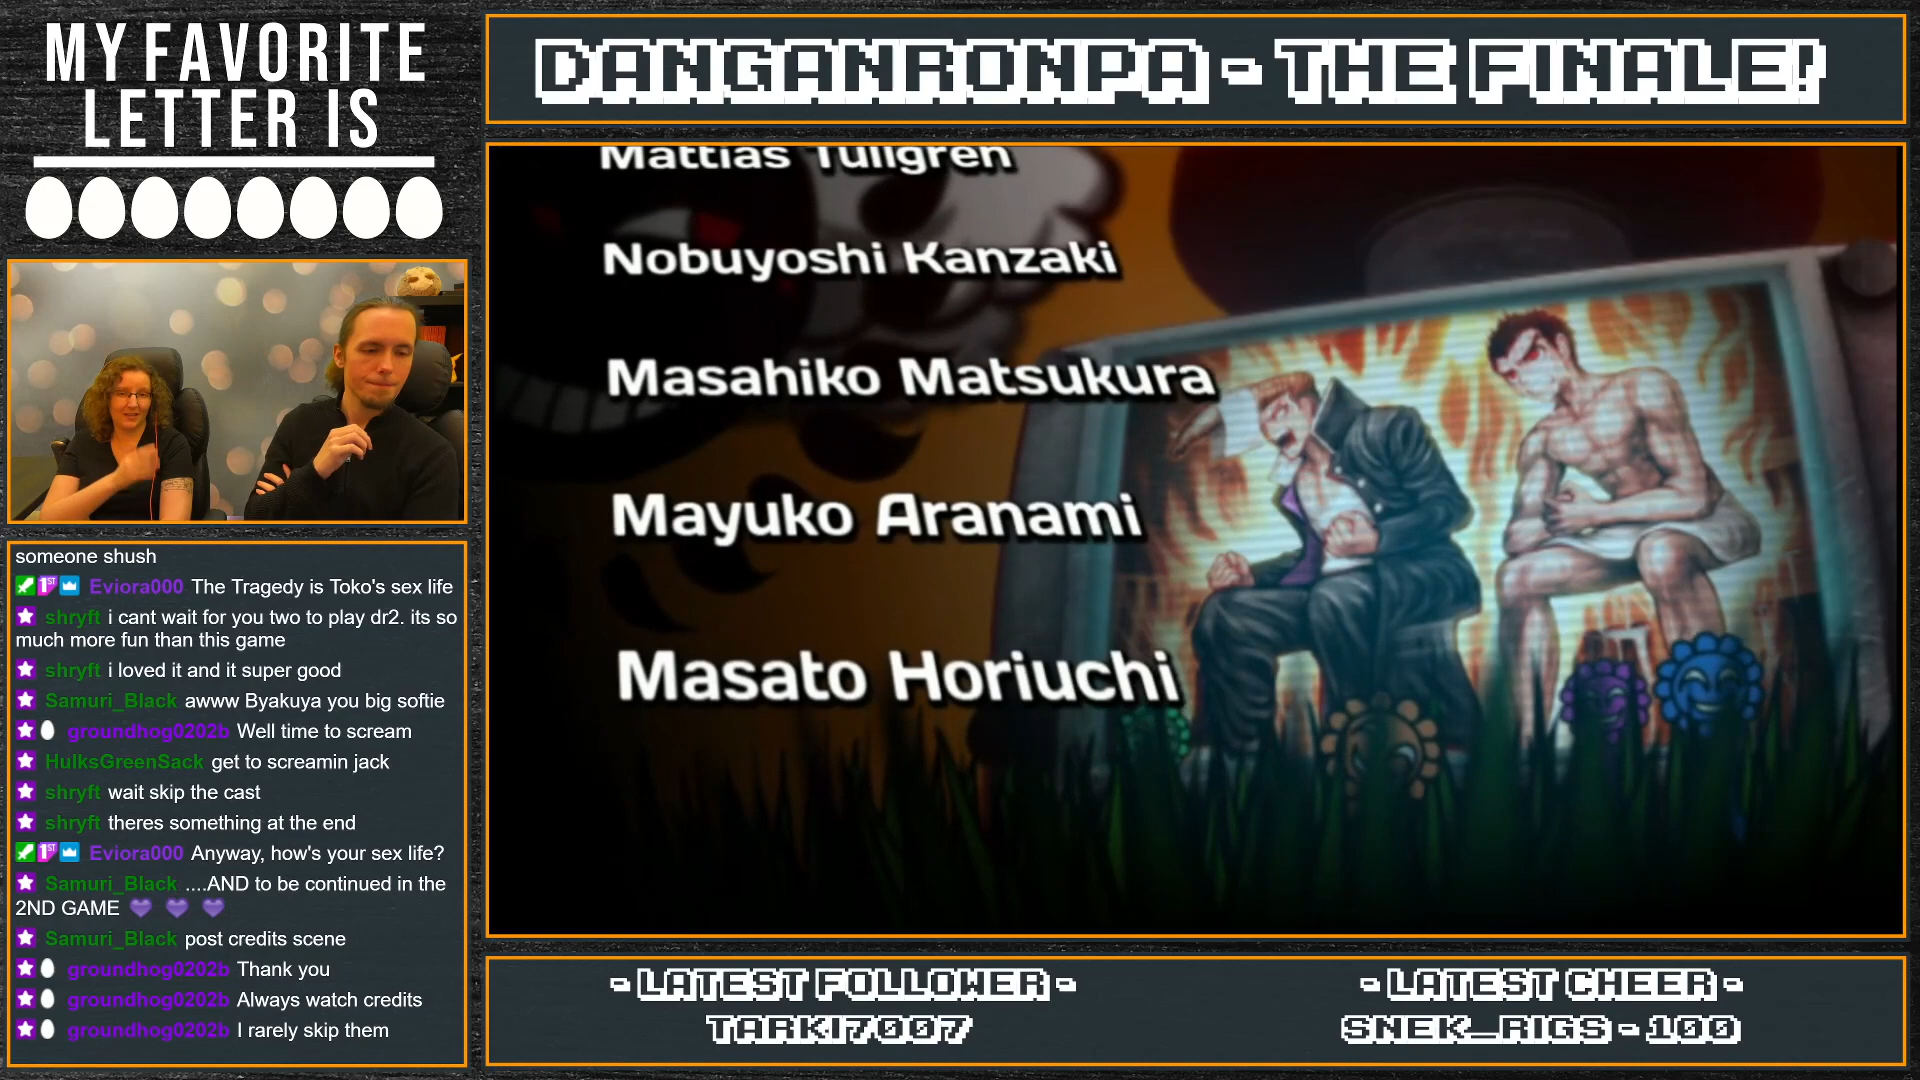 MY FAVORITE
LETTER IS
DANGANRONPA - THE FINALE!
Mattias Tullgren
Nobuyoshi Kanzaki
Masahiko Matsukura
Mayuko Aranami
Masato Horiuchi
someone shush
1ST Eviora000 The Tragedy is Toko's sex life
shryft i cant wait for you two to play dr2. its so
much more fun than this game
shryft i loved it and it super good
Samuri_Black awww Byakuya you big softie
groundhog0202b Well time to scream
HulksGreenSack get to screamin jack
shryft wait skip the cast
shryft theres something at the end
1ST Eviora000 Anyway, how's your sex life?
Samuri_Black ....AND to be continued in the
2ND GAME 💜 💜 💜
Samuri_Black post credits scene
groundhog0202b Thank you
groundhog0202b Always watch credits
groundhog0202b I rarely skip them
- LATEST FOLLOWER -
TARKI7007
- LATEST CHEER -
SNEK_RIGS - 100